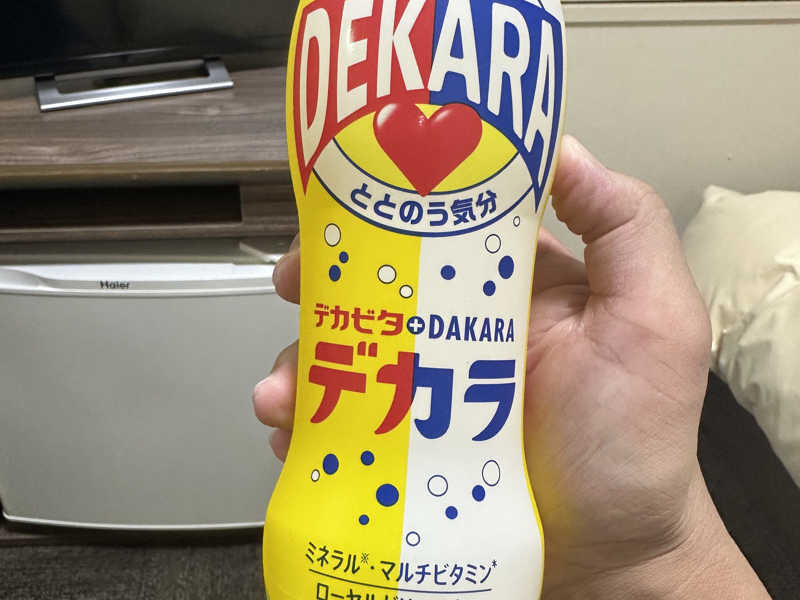 DEKARA
ととのう気分
Haier
デカビタ+DAKARA
デカラ
ミネラル※・マルチビタミン*